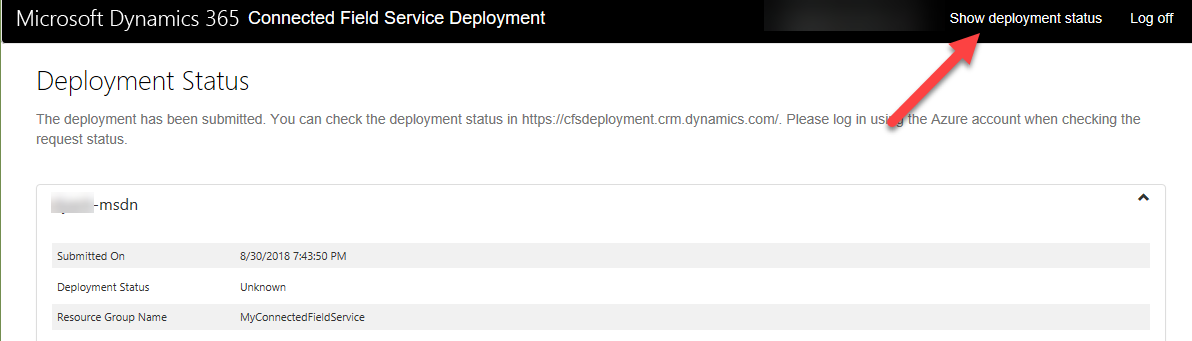 Microsoft Dynamics 365 Connected Field Service Deployment Show deployment status Log off
Deployment Status
The deployment has been submitted. You can check the deployment status in https://cfsdeployment.crm.dynamics.com/. Please log in using the Azure account when checking the
request status.
-msdn
Submitted On 8/30/2018 7:43:50 PM
Deployment Status Unknown
Resource Group Name MyConnectedFieldService